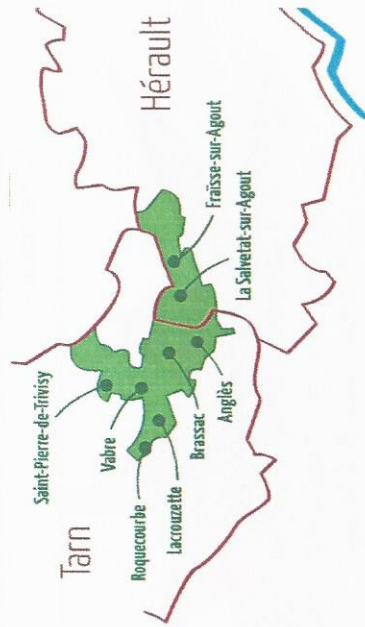 Hérault
Fraïsse-sur-Agout
La Salvetat-sur-Agout
Saint-Pierre-de-Trivisy
Vabre
Brassac
Anglès
Tarn
Roquecourbe
Lacrouzette